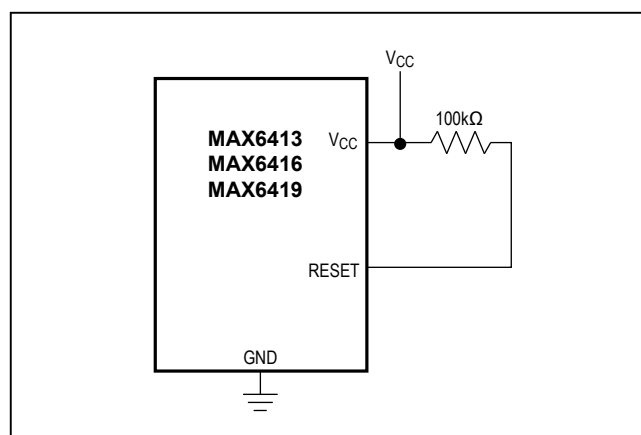 V_CC
100kΩ
MAX6413
MAX6416
MAX6419
V_CC
RESET
GND